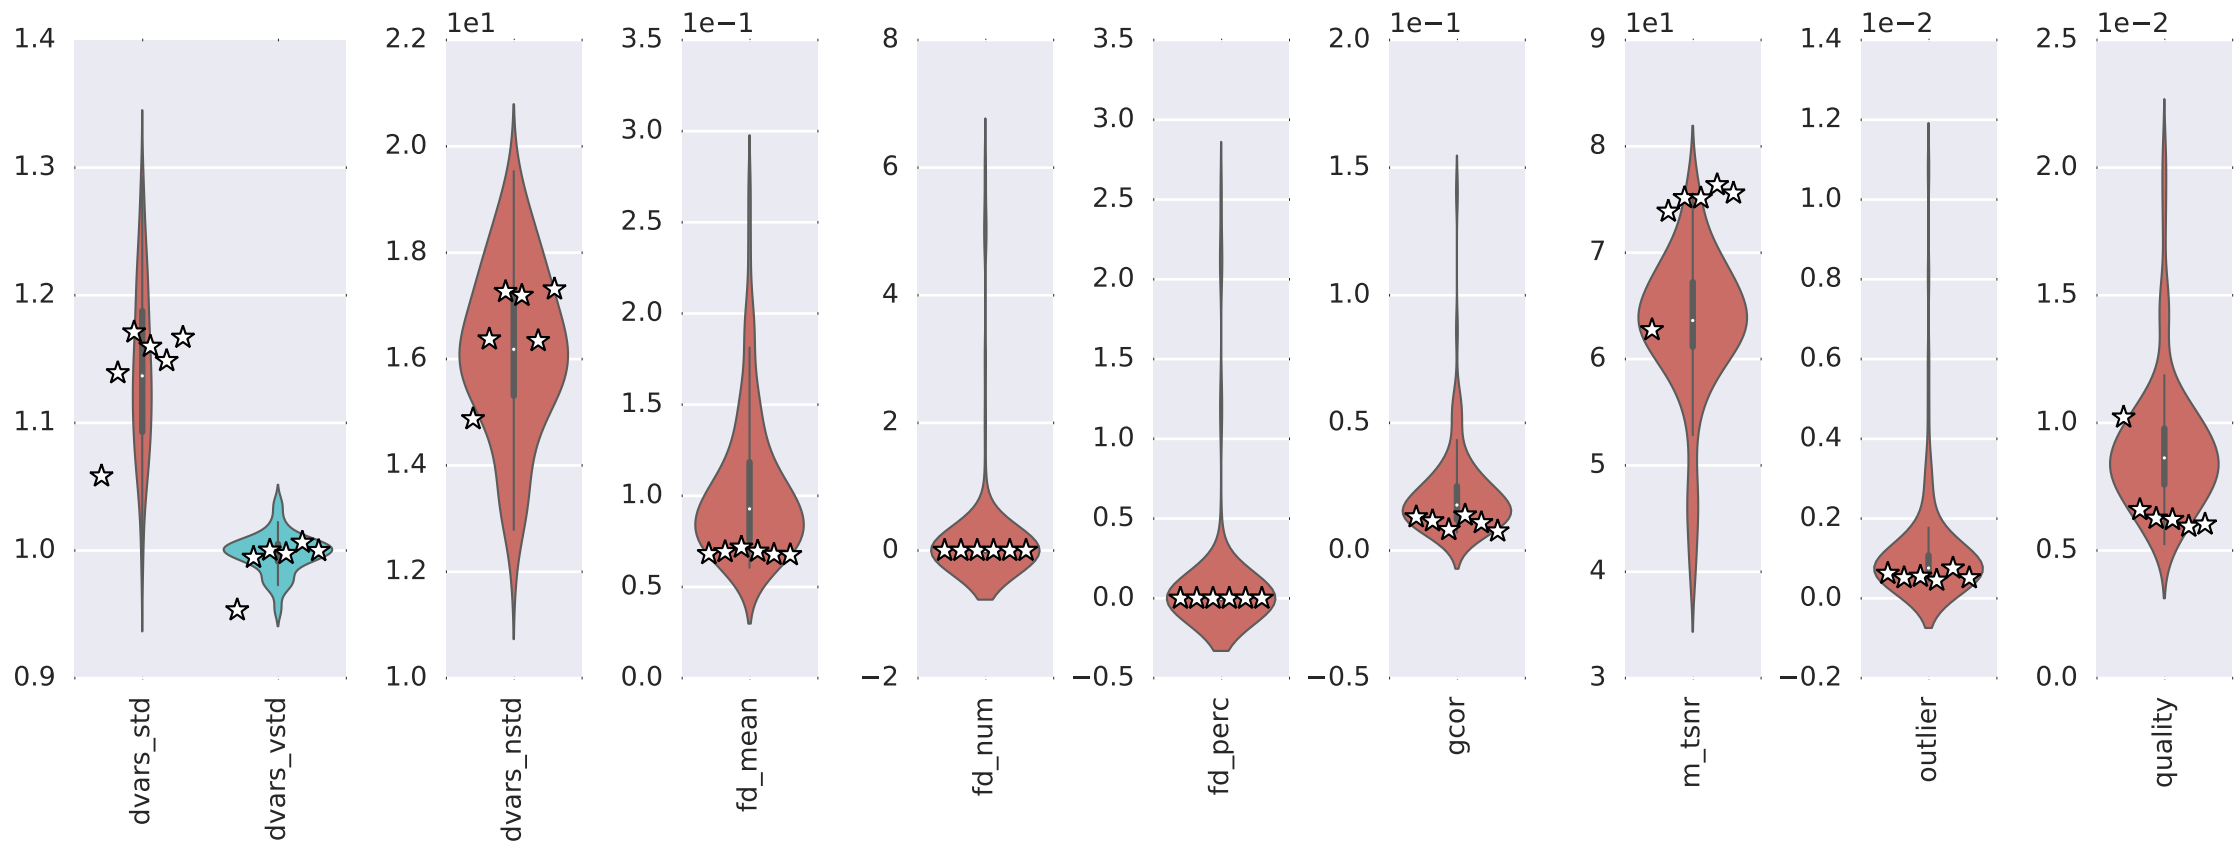 1e1 1e−1 1e−1 1e1 1e−2 1e−2
1.4 1.3 1.2 1.1 1.0 0.9
dvars_std dvars_vstd
2.2 2.0 1.8 1.6 1.4 1.2 1.0
dvars_nstd
3.5 3.0 2.5 2.0 1.5 1.0 0.5 0.0
fd_mean
8 6 4 2 0 −2
fd_num
3.5 3.0 2.5 2.0 1.5 1.0 0.5 0.0 −0.5
fd_perc
2.0 1.5 1.0 0.5 0.0 −0.5
gcor
9 8 7 6 5 4 3
m_tsnr
1.4 1.2 1.0 0.8 0.6 0.4 0.2 0.0 −0.2
outlier
2.5 2.0 1.5 1.0 0.5 0.0
quality